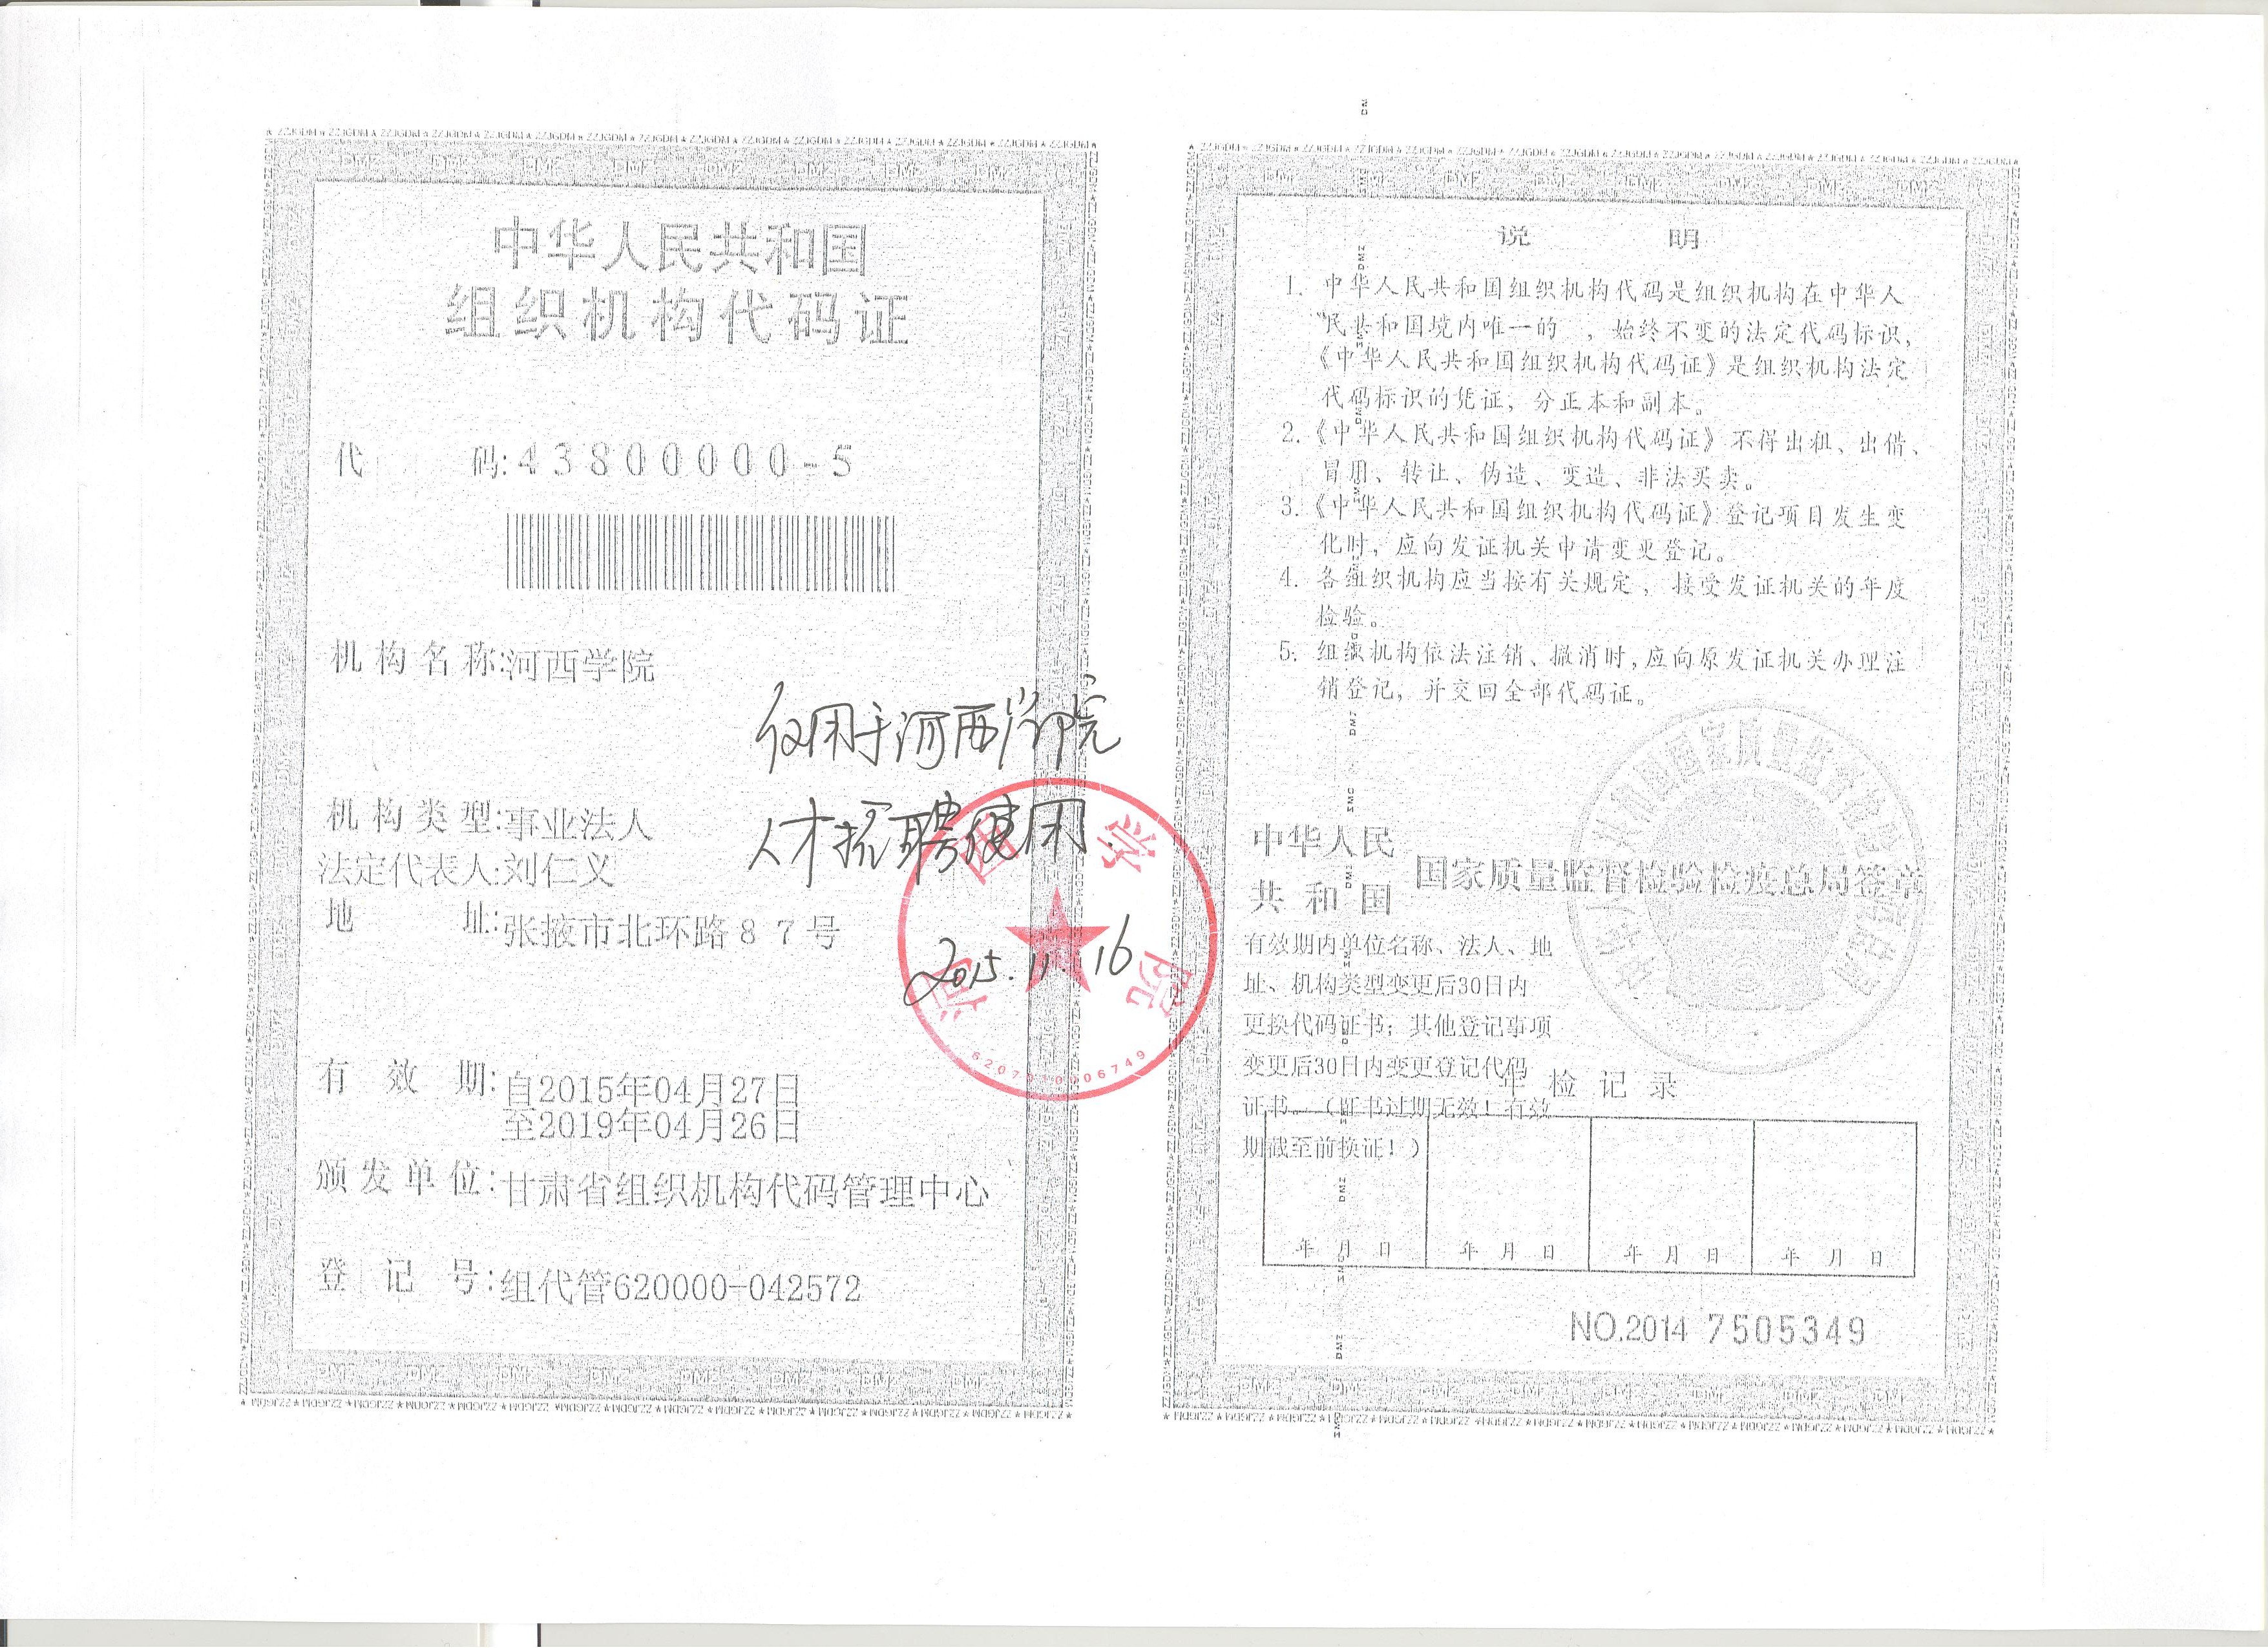 中华人民共和国
组织机构代码证
代 码:43800000-5
机构名称:河西学院
仅用于河西学院
人才招聘使用.
机构类型:事业法人
法定代表人:刘仁义
地 址:张掖市北环路87号
2015.11.16
河西学院
6207010006749
有 效 期:自2015年04月27日
至2019年04月26日
颁发单位:甘肃省组织机构代码管理中心
登 记 号:组代管620000-042572
说 明
1. 中华人民共和国组织机构代码是组织机构在中华人
民共和国境内唯一的 ，始终不变的法定代码标识，
《中华人民共和国组织机构代码证》是组织机构法定
代码标识的凭证，分正本和副本。
2.《中华人民共和国组织机构代码证》不得出租、出借、
冒用、转让、伪造、变造、非法买卖。
3.《中华人民共和国组织机构代码证》登记项目发生变
化时，应向发证机关申请变更登记。
4. 各组织机构应当按有关规定，接受发证机关的年度
检验。
5. 组织机构依法注销、撤消时,应向原发证机关办理注
销登记，并交回全部代码证。
中华人民
共和国 国家质量监督检验检疫总局签章
有效期内单位名称、法人、地
址、机构类型变更后30日内
更换代码证书；其他登记事项
变更后30日内变更登记代码
证书。（证书过期无效！有效
期截至前换证！）
年检记录
年 月 日 年 月 日 年 月 日 年 月 日
NO.2014 7505349